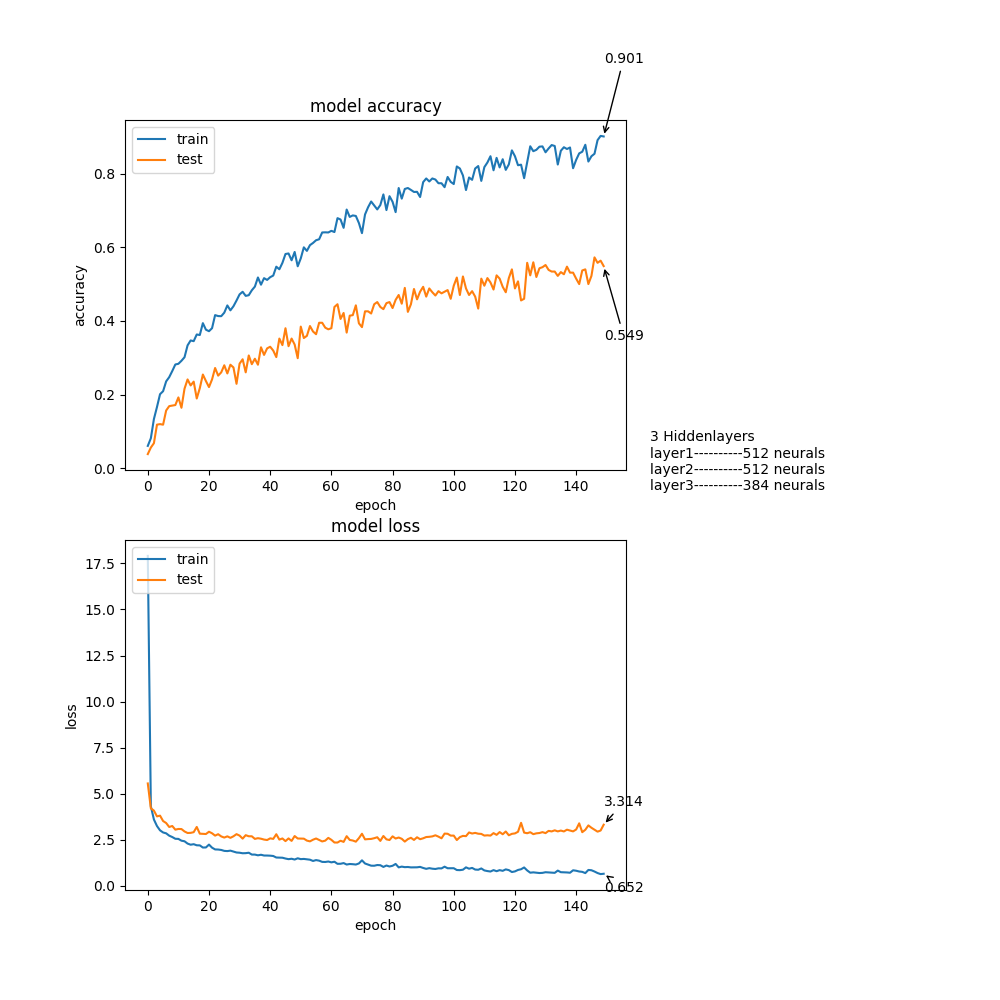 0.901
model accuracy
train
test
0.8
0.6
0.4
0.2
0.0
accuracy
0.549
0 20 40 60 80 100 120 140
epoch
3 Hiddenlayers
layer1----------512 neurals
layer2----------512 neurals
layer3----------384 neurals
model loss
train
test
17.5
15.0
12.5
10.0
7.5
5.0
2.5
0.0
loss
3.314
0.652
0 20 40 60 80 100 120 140
epoch